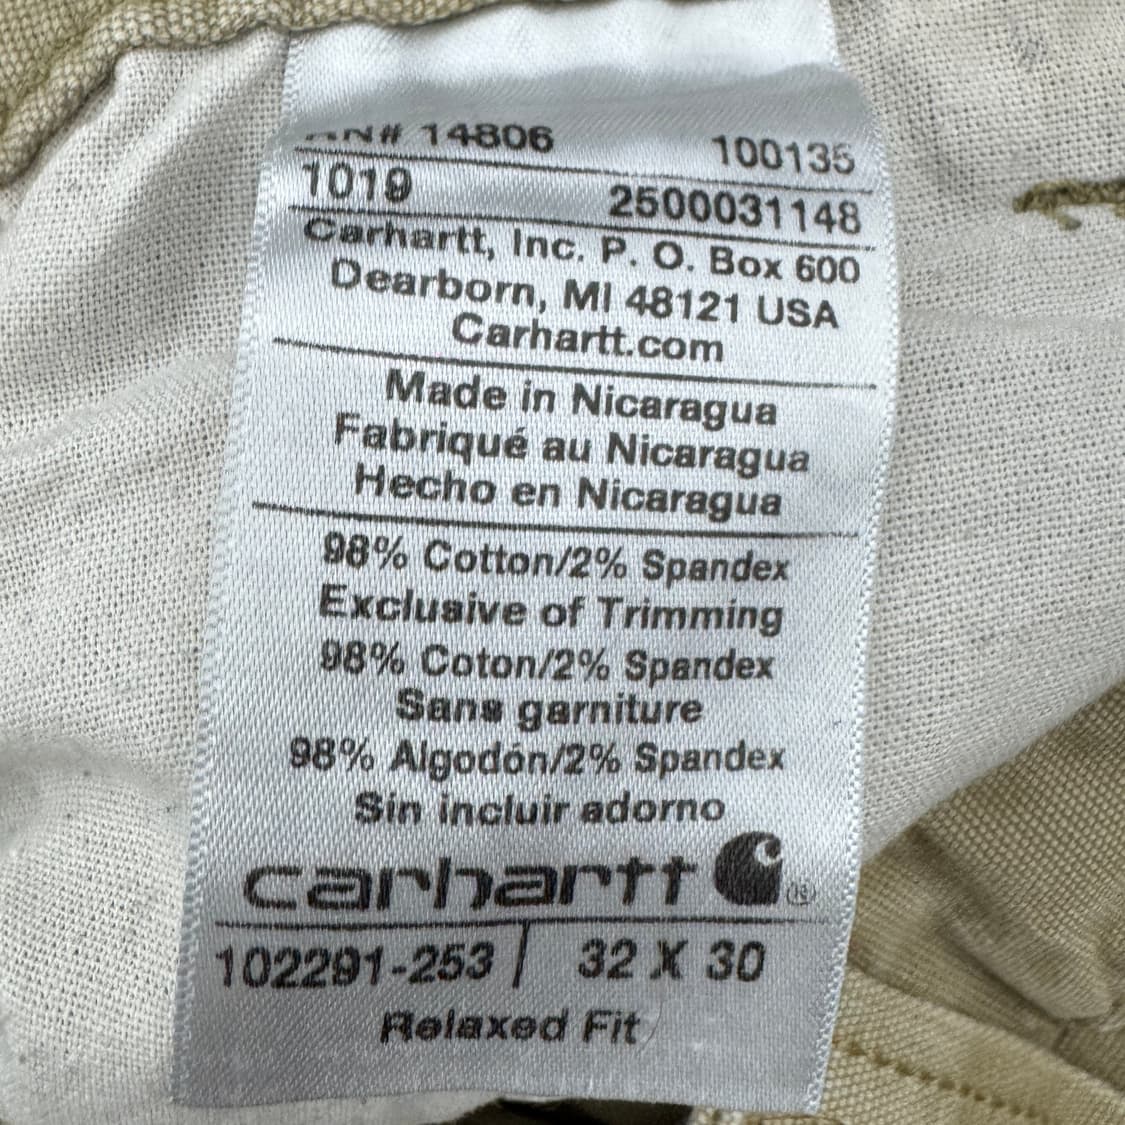 RN# 14806 100135
1019 2500031148
Carhartt, Inc. P. O. Box 600
Dearborn, MI 48121 USA
Carhartt.com
Made in Nicaragua
Fabriqué au Nicaragua
Hecho en Nicaragua
98% Cotton/2% Spandex
Exclusive of Trimming
98% Coton/2% Spandex
Sans garniture
98% Algodón/2% Spandex
Sin incluir adorno
carhartt ®
102291-253 | 32 X 30
Relaxed Fit